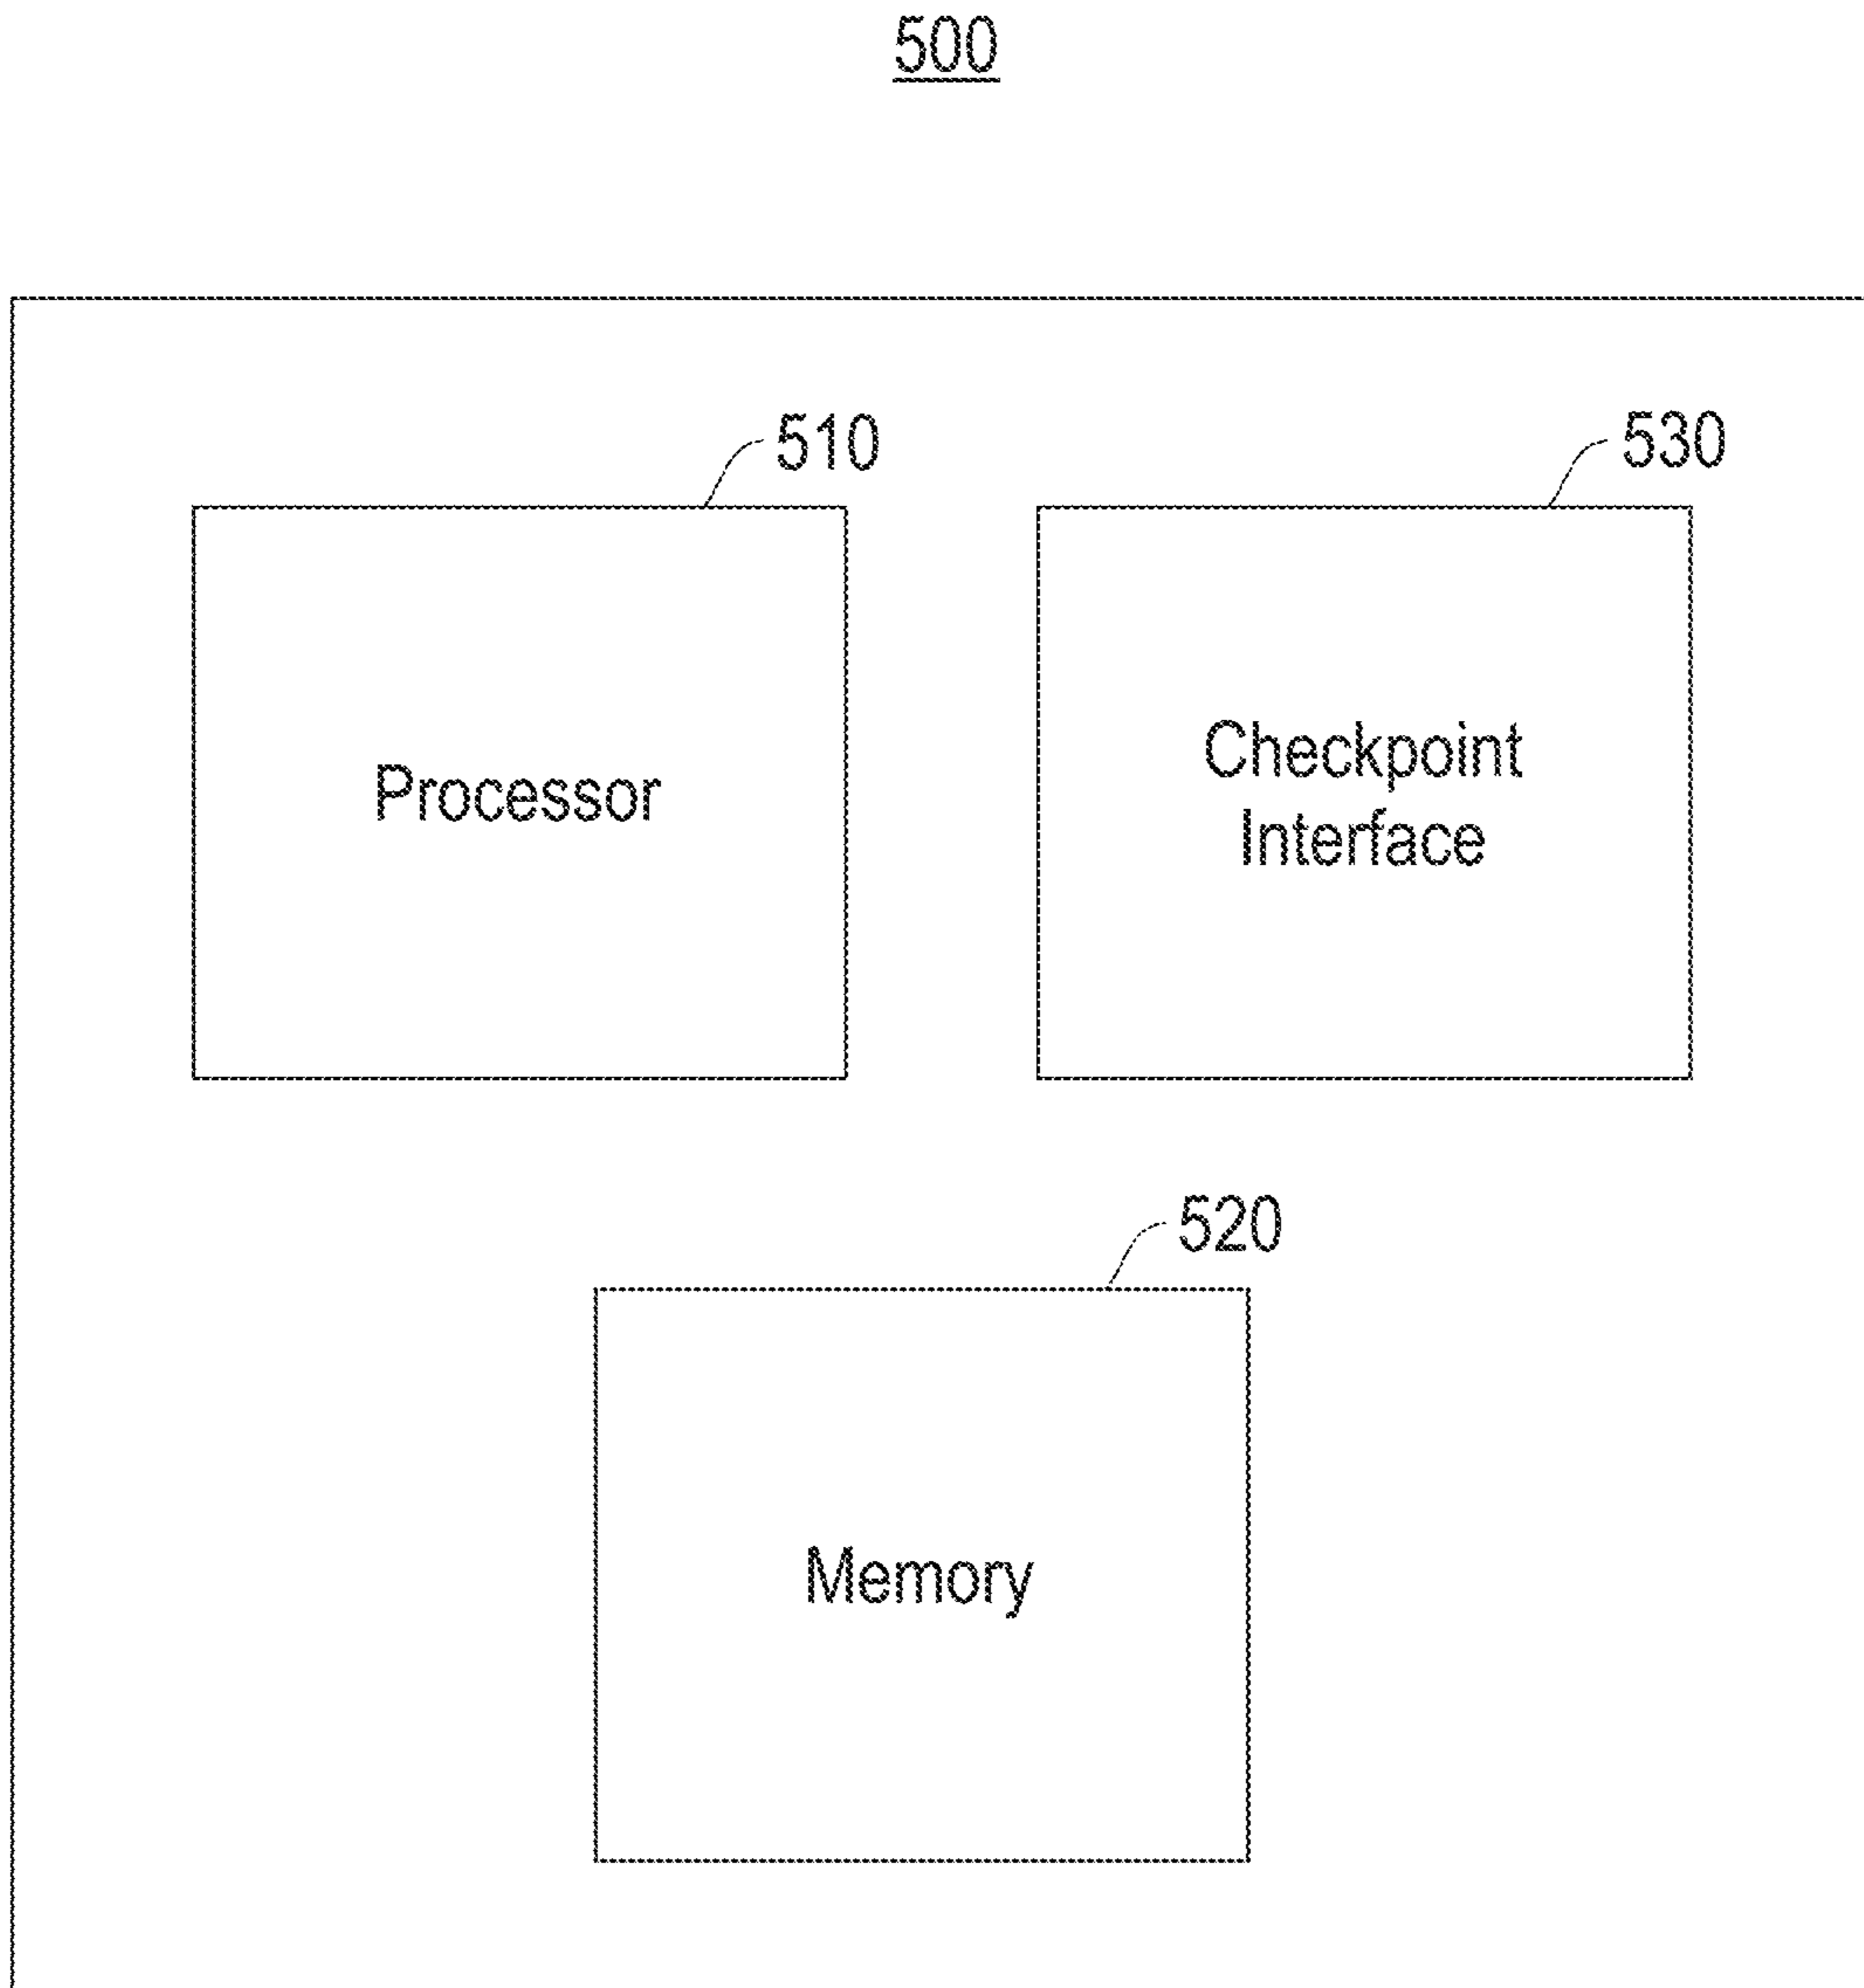 500
510
530
Processor
Checkpoint
Interface
520
Memory